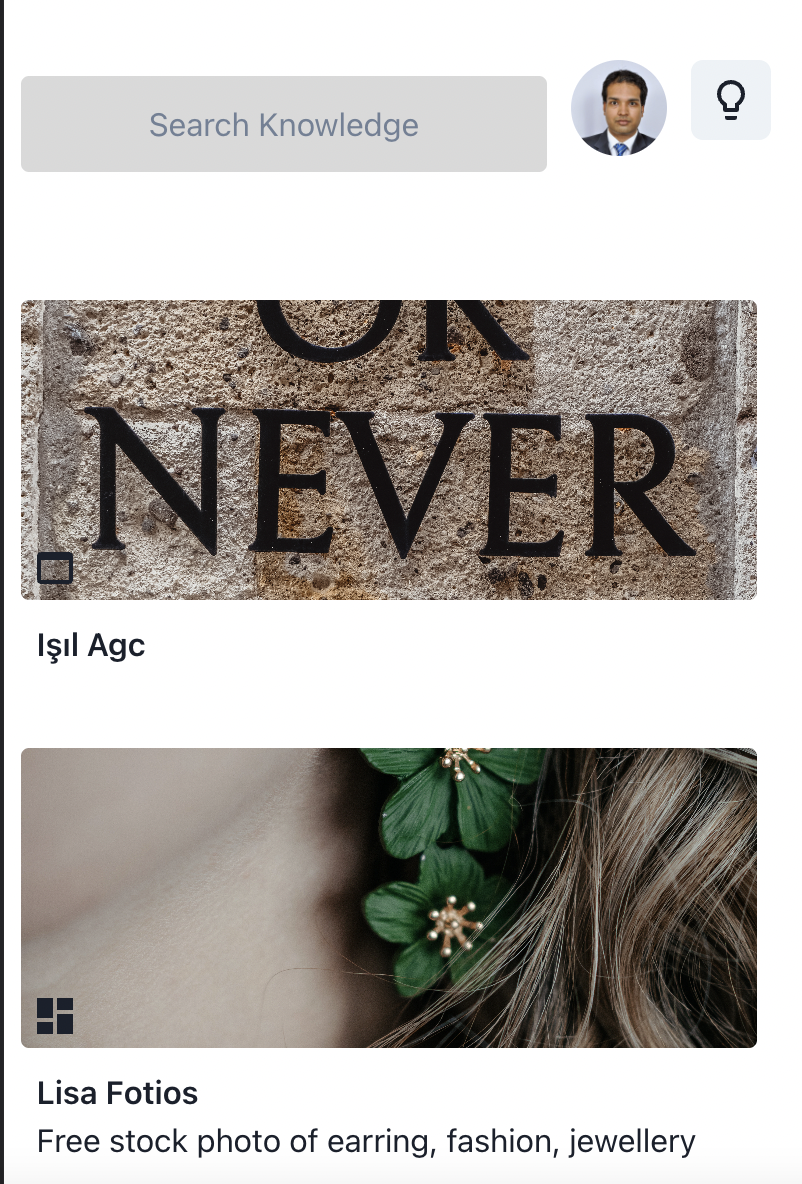 Search Knowledge
OR
NEVER
Işıl Agc
Lisa Fotios
Free stock photo of earring, fashion, jewellery